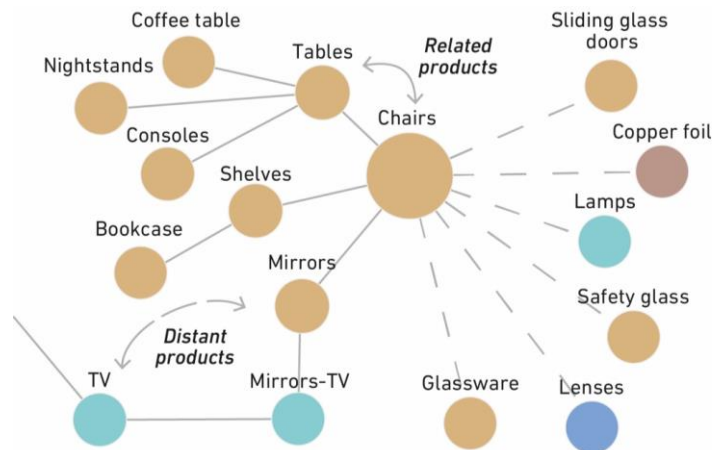 Coffee table
Sliding glass
doors
Nightstands
Tables
Related
products
Chairs
Consoles
Copper foil
Shelves
Lamps
Bookcase
Mirrors
Safety glass
Distant
products
TV
Mirrors-TV
Glassware
Lenses